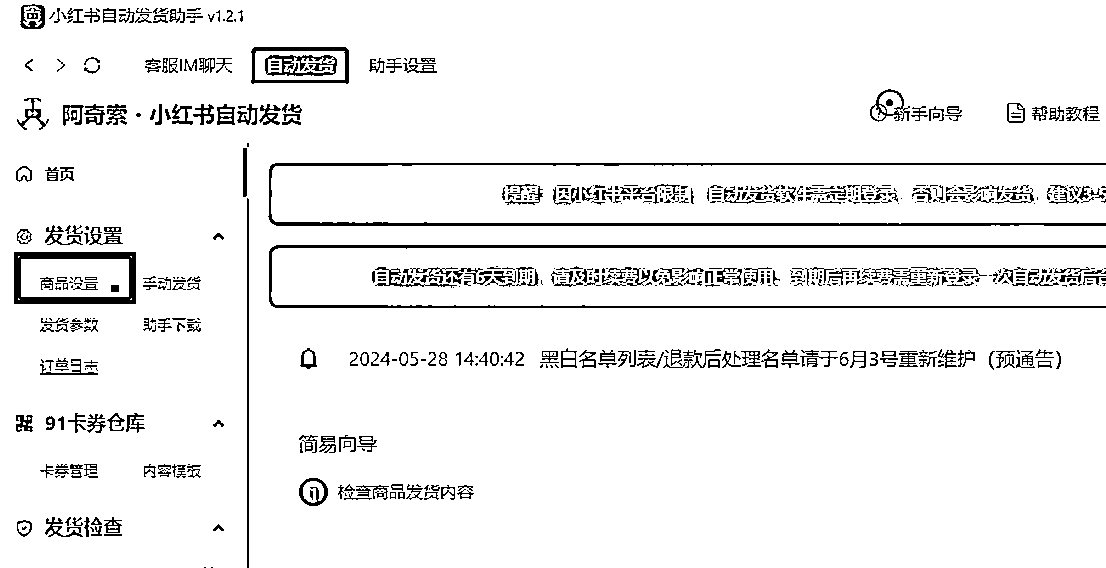 小红书自动发货助手 v1.2.1
客服IM聊天 自动发货 助手设置
阿奇索·小红书自动发货 新手向导 帮助教程
首页
提醒：因小红书平台限制，自动发货软件需定期登录，否则会影响发货，建议3-5
发货设置
自动发货还有6天到期，请及时续费以免影响正常使用，到期后再续费需重新登录一次自动发货后台
商品设置 手动发货
发货参数 助手下载
订单日志
2024-05-28 14:40:42 黑白名单列表/退款后处理名单请于6月3号重新维护（预通告）
91卡券仓库
简易向导
卡券管理 内容模板
检查商品发货内容
发货检查